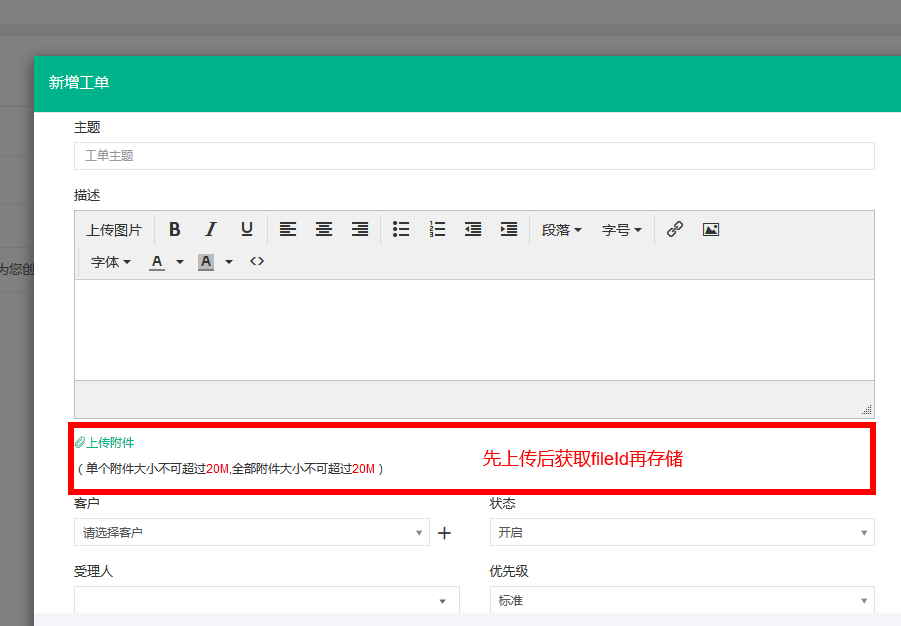 新增工单
主题
工单主题
描述
上传图片 B I U 段落 字号
字体 A A <>
为您创
上传附件
（单个附件大小不可超过20M,全部附件大小不可超过20M）
先上传后获取fileId再存储
客户
状态
请选择客户
开启
受理人
优先级
标准